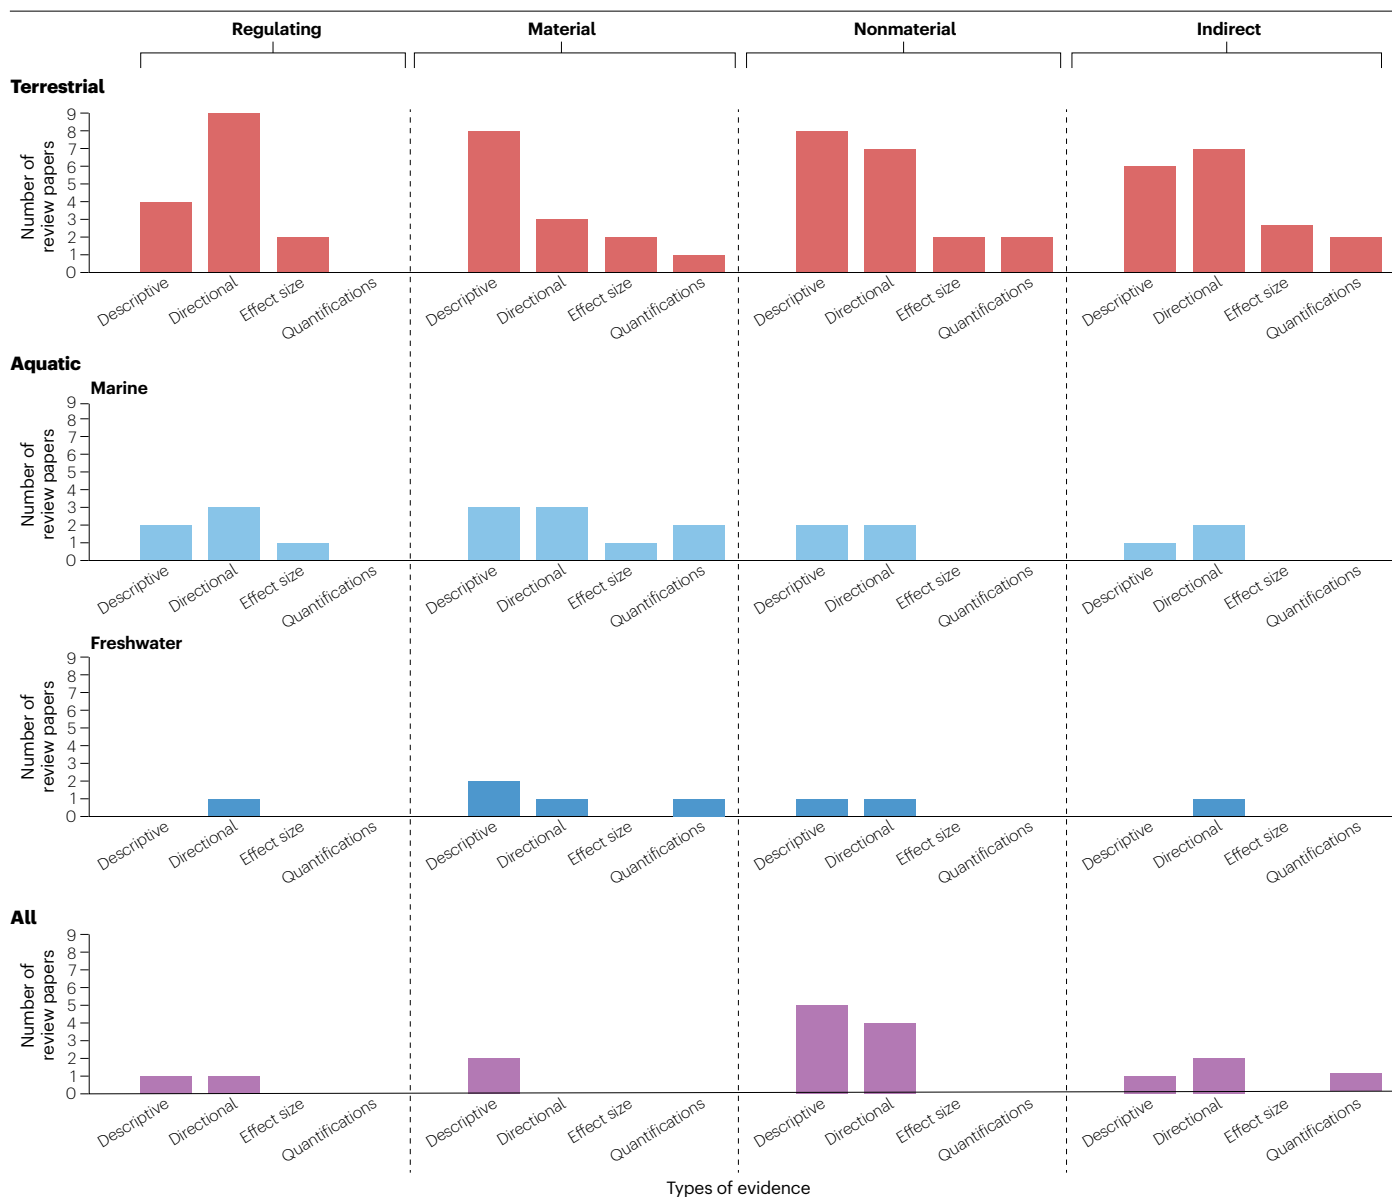 Regulating Material Nonmaterial Indirect
Terrestrial
Number of
review papers
9
8
7
6
5
4
3
2
1
0
Descriptive Directional Effect size Quantifications Descriptive Directional Effect size Quantifications Descriptive Directional Effect size Quantifications Descriptive Directional Effect size Quantifications
Aquatic
Marine
Number of
review papers
9
8
7
6
5
4
3
2
1
0
Descriptive Directional Effect size Quantifications Descriptive Directional Effect size Quantifications Descriptive Directional Effect size Quantifications Descriptive Directional Effect size Quantifications
Freshwater
Number of
review papers
9
8
7
6
5
4
3
2
1
0
Descriptive Directional Effect size Quantifications Descriptive Directional Effect size Quantifications Descriptive Directional Effect size Quantifications Descriptive Directional Effect size Quantifications
All
Number of
review papers
9
8
7
6
5
4
3
2
1
0
Descriptive Directional Effect size Quantifications Descriptive Directional Effect size Quantifications Descriptive Directional Effect size Quantifications Descriptive Directional Effect size Quantifications
Types of evidence